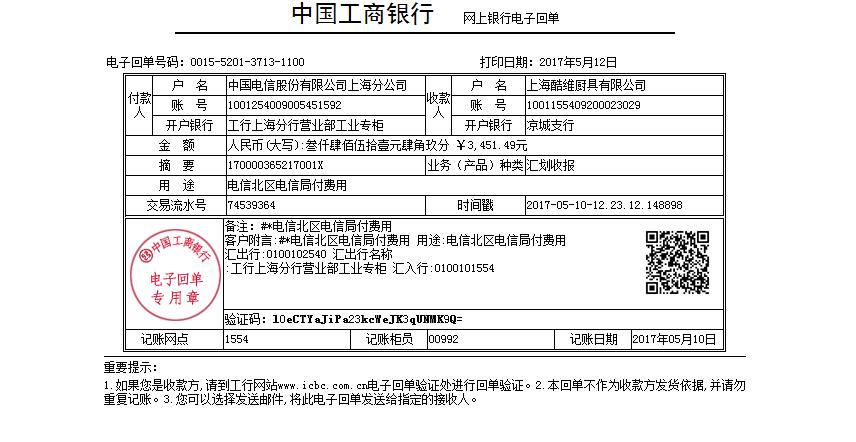 中国工商银行 网上银行电子回单
电子回单号码：0015-5201-3713-1100 打印日期：2017年5月12日
付款人 户 名 中国电信股份有限公司上海分公司 收款人 户 名 上海酷维厨具有限公司
账 号 1001254009005451592 账 号 1001155409200023029
开户银行 工行上海分行营业部工业专柜 开户银行 凉城支行
金 额 人民币(大写):叁仟肆佰伍拾壹元肆角玖分 ￥3,451.49元
摘 要 170000365217001X 业务（产品）种类 汇划收报
用 途 电信北区电信局付费用
交易流水号 74539364 时间戳 2017-05-10-12.23.12.148898
中国工商银行
电子回单
专用章
备注：#*电信北区电信局付费用
客户附言:#*电信北区电信局付费用 用途:电信北区电信局付费用
汇出行:0100102540 汇出行名称
:工行上海分行营业部工业专柜 汇入行:0100101554
验证码：l0eCTYaJiPa23kcWeJK3qUNMK9Q=
记账网点 1554 记账柜员 00992 记账日期 2017年05月10日
重要提示：
1.如果您是收款方,请到工行网站www.icbc.com.cn电子回单验证处进行回单验证。2.本回单不作为收款方发货依据,并请勿
重复记账。3.您可以选择发送邮件,将此电子回单发送给指定的接收人。